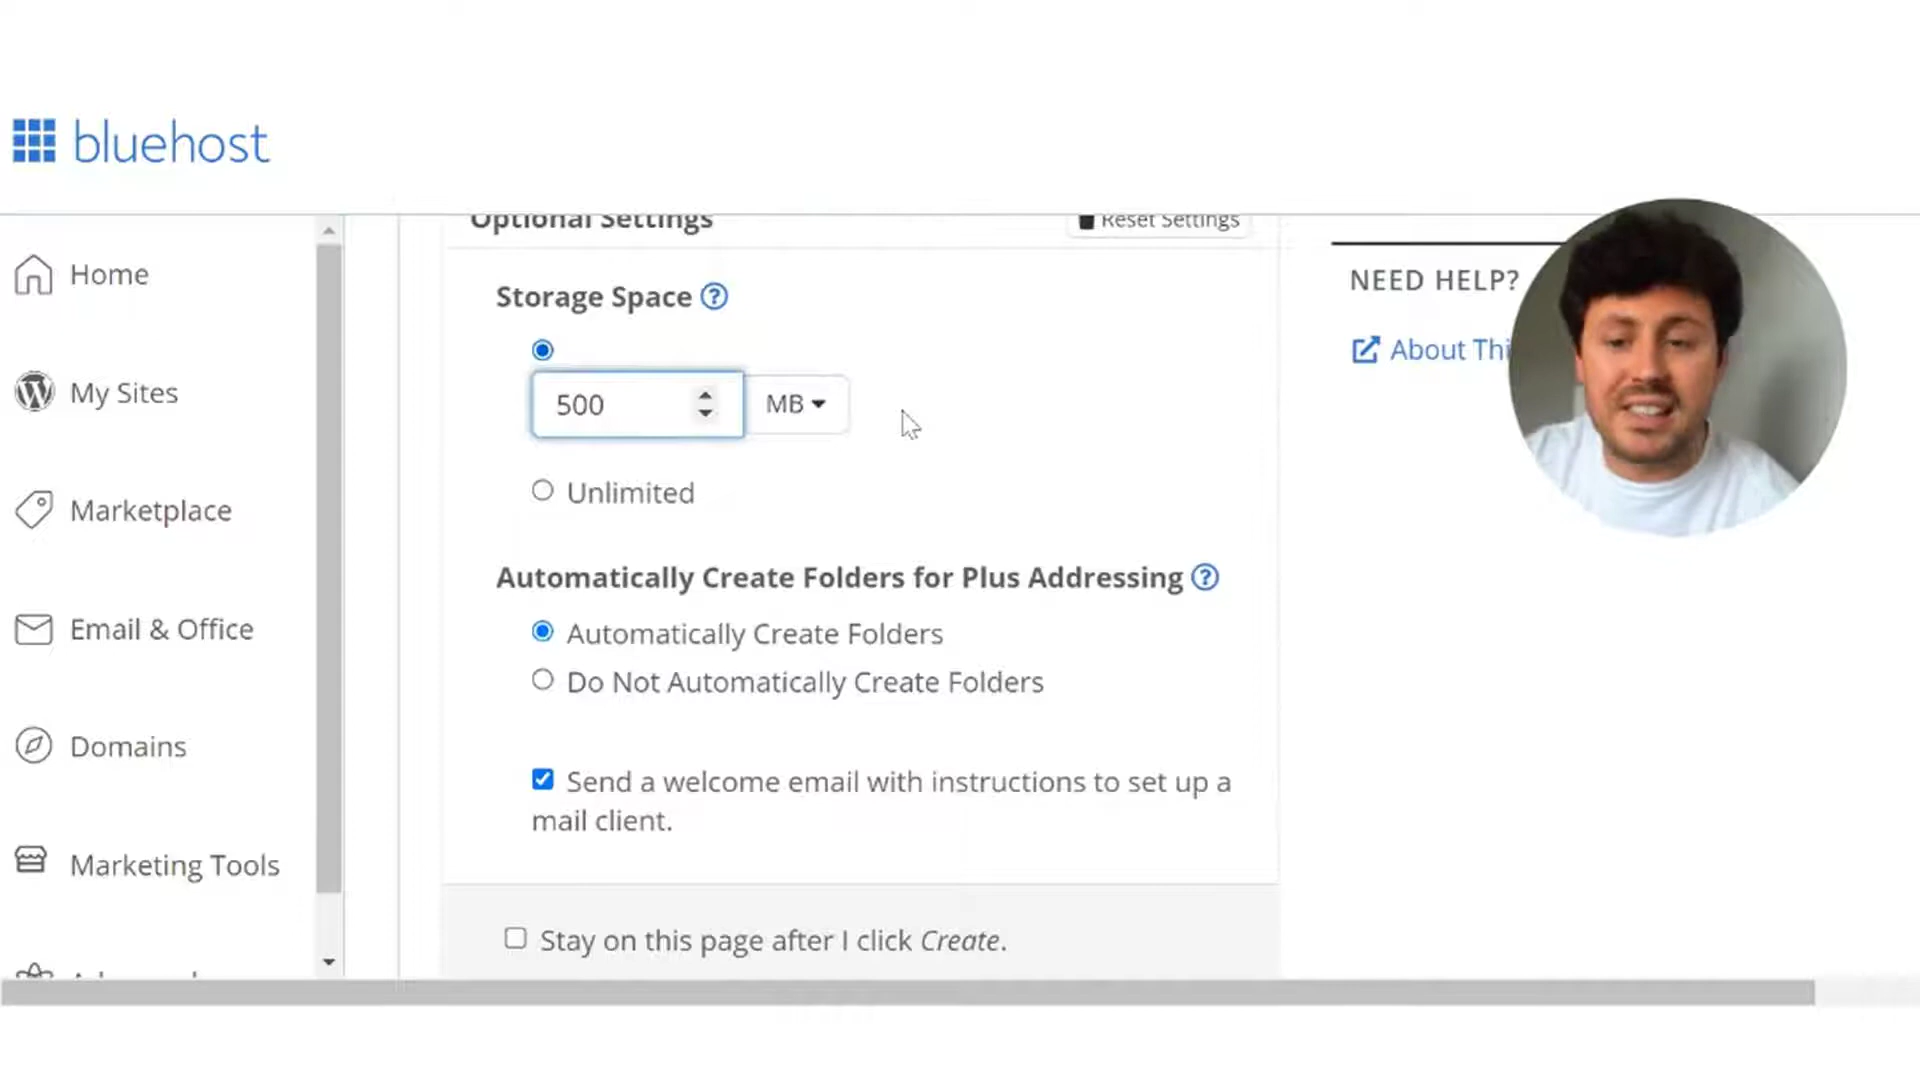 bluehost
Optional Settings
Reset Settings
Home
My Sites
Marketplace
Email & Office
Domains
Marketing Tools
Storage Space
500 MB
Unlimited
Automatically Create Folders for Plus Addressing
Automatically Create Folders
Do Not Automatically Create Folders
Send a welcome email with instructions to set up a
mail client.
Stay on this page after I click Create.
NEED HELP?
About Thi